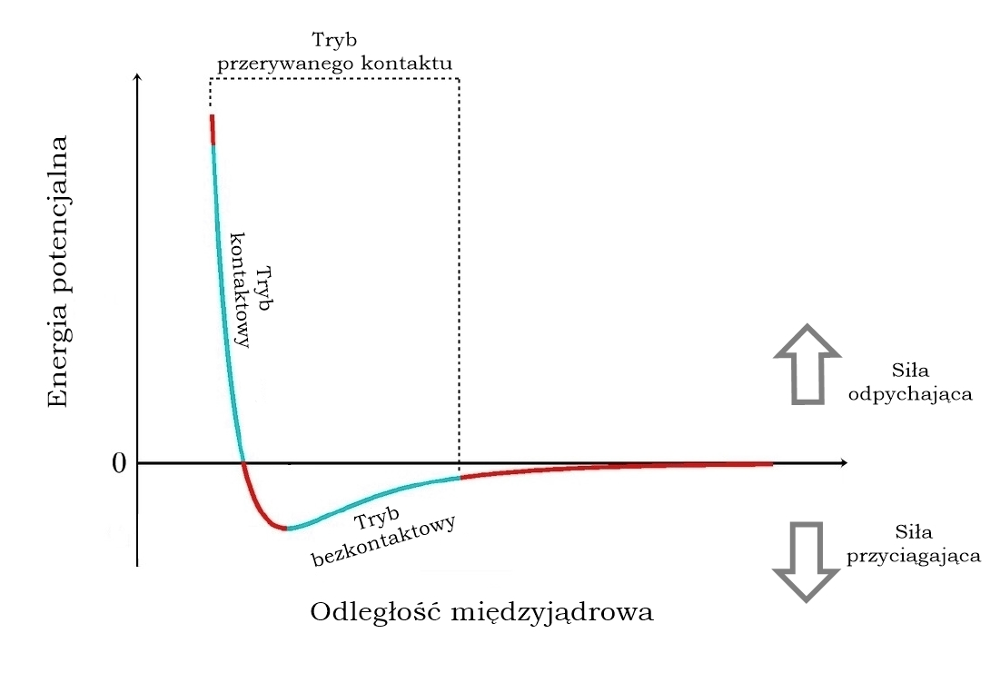 Tryb
przerywanego kontaktu
Energia potencjalna
Tryb
kontaktowy
Siła
odpychająca
0
Tryb
bezkontaktowy
Siła
przyciągająca
Odległość międzyjądrowa